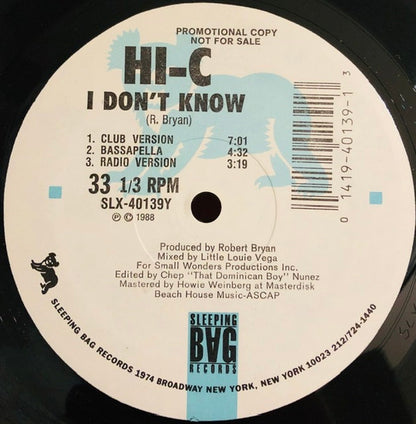 PROMOTIONAL COPY
NOT FOR SALE
HI-C
I DON'T KNOW
(R. Bryan)
1. CLUB VERSION 7:01
2. BASSAPELLA 4:32
3. RADIO VERSION 3:19
33 1/3 RPM
SLX-40139Y
Ⓟ © 1988
0 1419-40139-1 3
Produced by Robert Bryan
Mixed by Little Louie Vega
For Small Wonders Productions Inc.
Edited by Chep "That Dominican Boy" Nunez
Mastered by Howie Weinberg at Masterdisk
Beach House Music-ASCAP
SLEEPING
BAG
RECORDS
SLEEPING BAG RECORDS 1974 BROADWAY NEW YORK, NEW YORK 10023 212/724-1440